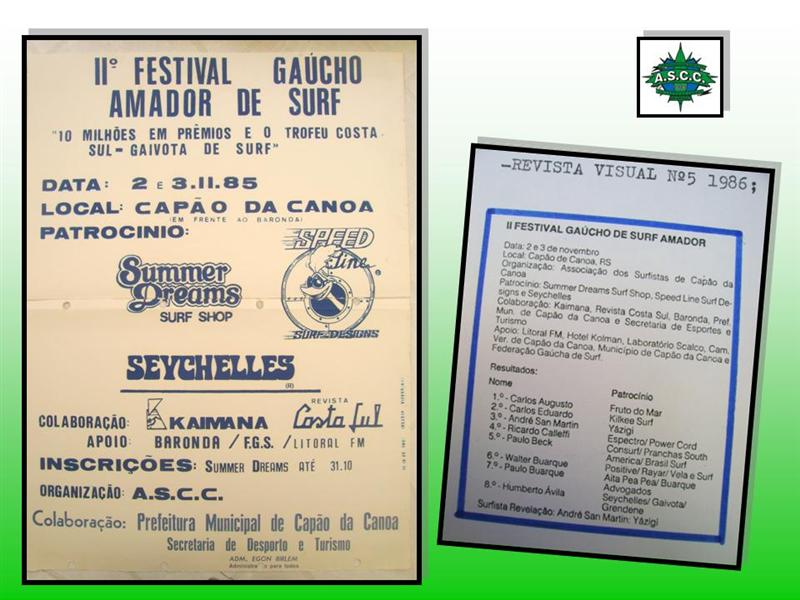 IIº FESTIVAL GAÚCHO
AMADOR DE SURF
"10 MILHÕES EM PRÊMIOS E O TROFEU COSTA
SUL - GAIVOTA DE SURF"
DATA: 2 E 3.11.85
LOCAL: CAPÃO DA CANOA
(EM FRENTE AO BARONDA)
PATROCINIO:
SPEED
Line
SURF DESIGNS
Summer
Dreams
SURF SHOP
SEYCHELLES
(R)
COLABORAÇÃO: KAIMANA REVISTA Costa Sul
APOIO: BARONDA / F.G.S. / LITORAL FM
INSCRIÇÕES: SUMMER DREAMS ATÉ 31.10
ORGANIZAÇÃO: A.S.C.C.
Colaboração: Prefeitura Municipal de Capão da Canoa
Secretaria de Desporto e Turismo
ADM. EGON BIRLEM
Administração para todos
A.S.C.C.
-REVISTA VISUAL Nº5 1986;
II FESTIVAL GAÚCHO DE SURF AMADOR
Data: 2 e 3 de novembro
Local: Capão de Canoa, RS
Organização: Associação dos Surfistas de Capão da
Canoa
Patrocínio: Summer Dreams Surf Shop, Speed Line Surf De-
signs e Seychelles
Colaboração: Kaimana, Revista Costa Sul, Baronda, Pref.
Mun. de Capão da Canoa e Secretaria de Esportes e
Turismo
Apoio: Litoral FM, Hotel Kolman, Laboratório Scalco, Cam.
Ver. de Capão da Canoa, Município de Capão da Canoa e
Federação Gaúcha de Surf.
Resultados:
Nome Patrocínio
1.º - Carlos Augusto Fruto do Mar
2.º - Carlos Eduardo Kilkee Surf
3.º - André San Martin Yázigi
4.º - Ricardo Calleffi Espectro/ Power Cord
5.º - Paulo Beck Consurf/ Pranchas South
America/ Brasil Surf
6.º - Walter Buarque Positive/ Rayar/ Vela e Surf
7.º - Paulo Buarque Aita Pea Pea/ Buarque
Advogados
8.º - Humberto Ávila Seychelles/ Gaivota/
Grendene
Surfista Revelação: André San Martin: Yázigi